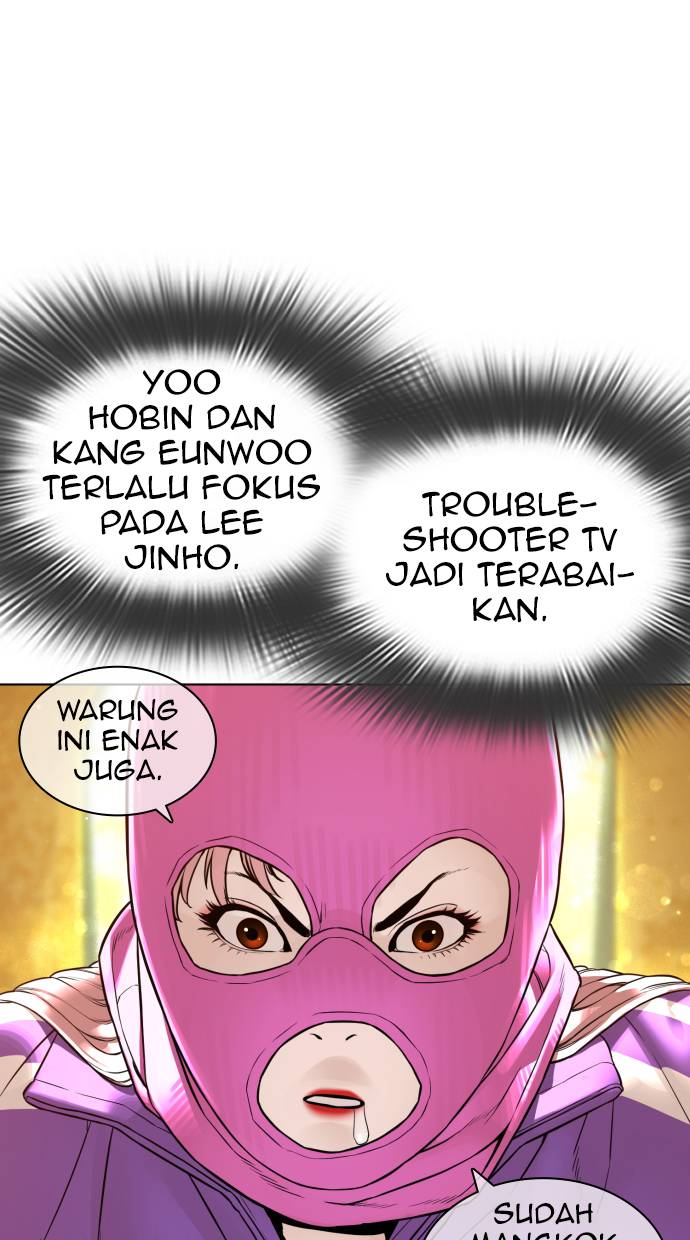 YOO
HOBIN DAN
KANG EUNWOO
TERLALU FOKUS
PADA LEE
JINHO.
TROUBLE-
SHOOTER TV
JADI TERABAI-
KAN.
WARUNG
INI ENAK
JUGA.
SUDAH
MANGKOK